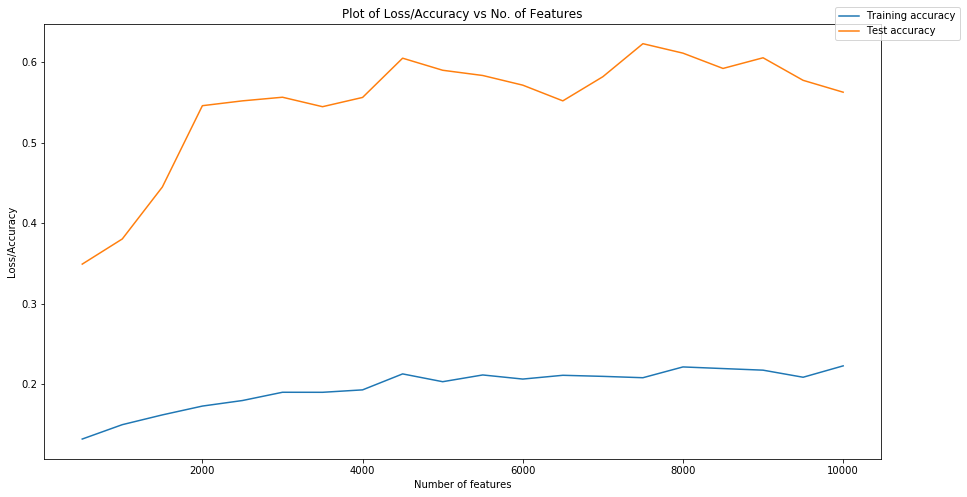 Plot of Loss/Accuracy vs No. of Features
Training accuracy
Test accuracy
Loss/Accuracy
0.6
0.5
0.4
0.3
0.2
2000
4000
6000
8000
10000
Number of features